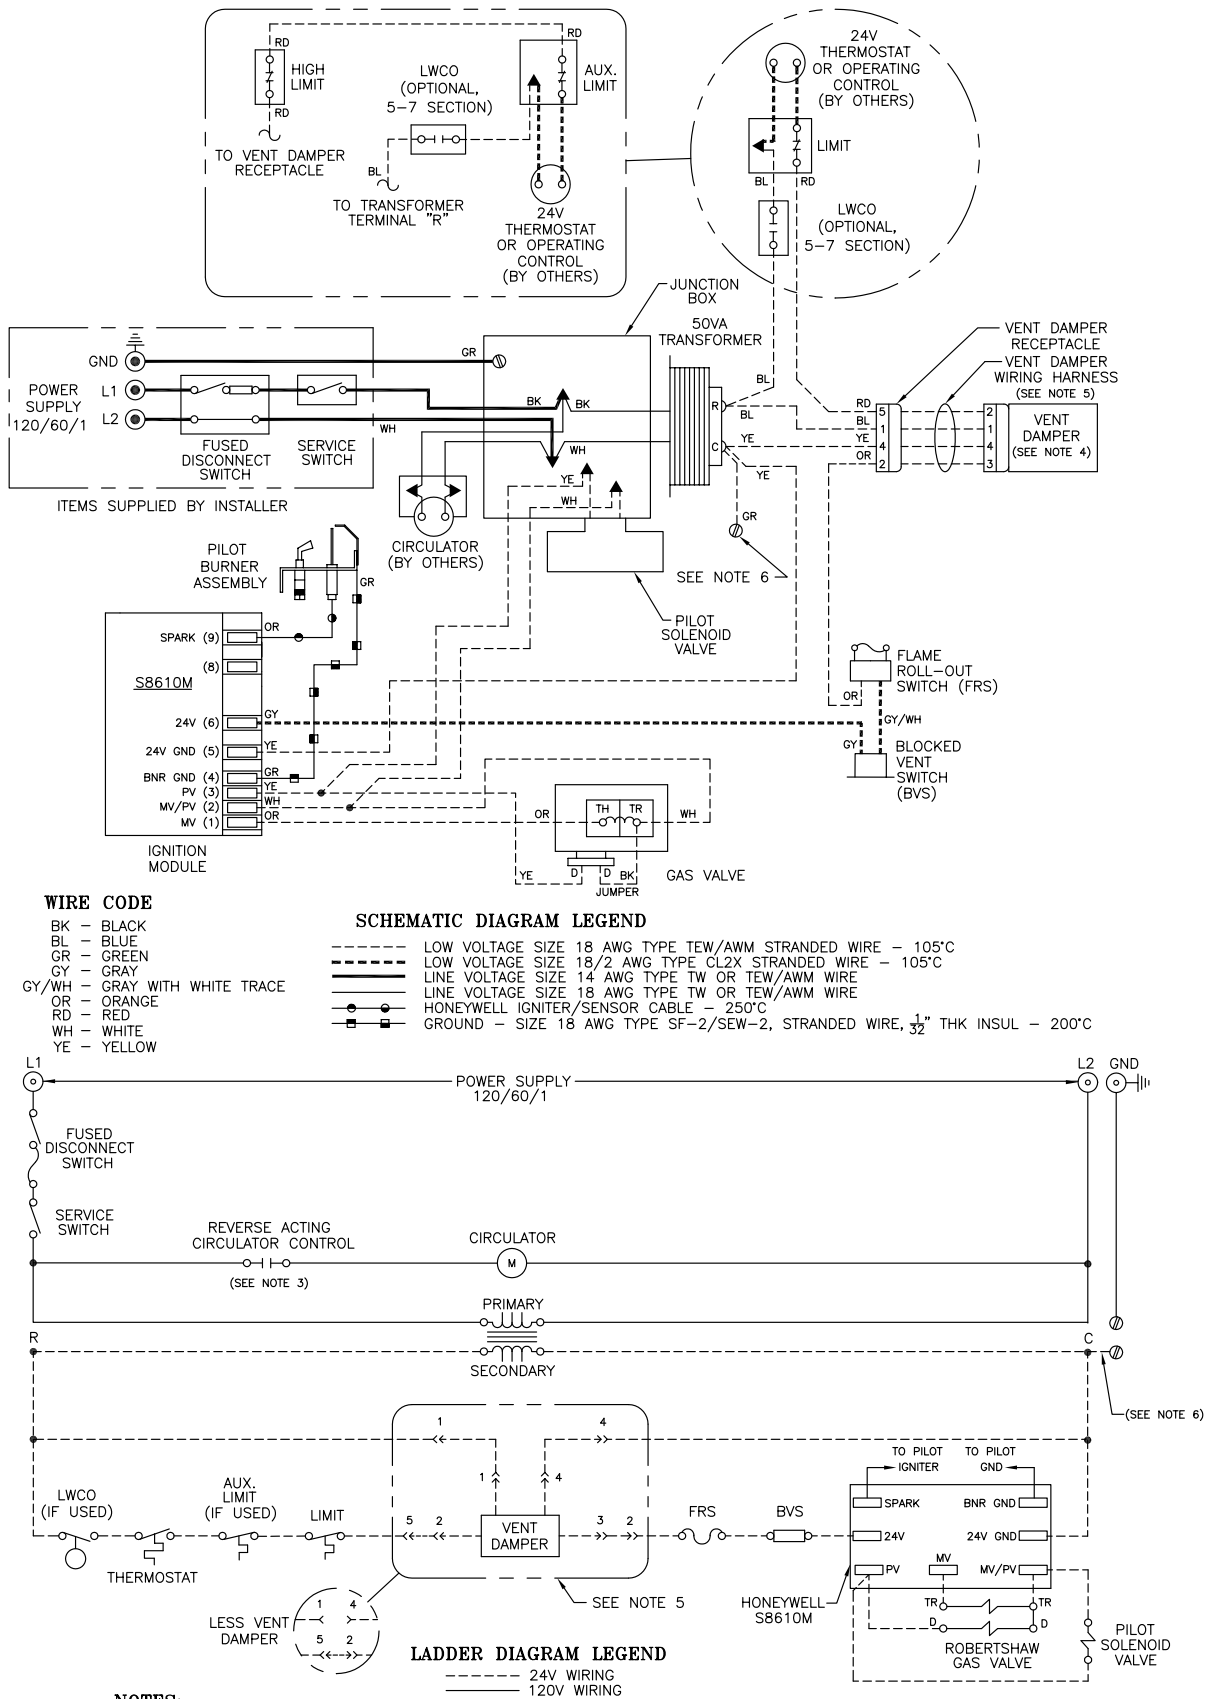 RD
HIGH
LIMIT
RD
TO VENT DAMPER
RECEPTACLE
LWCO
(OPTIONAL,
5-7 SECTION)
BL
TO TRANSFORMER
TERMINAL "R"
RD
AUX.
LIMIT
24V
THERMOSTAT
OR OPERATING
CONTROL
(BY OTHERS)
24V
THERMOSTAT
OR OPERATING
CONTROL
(BY OTHERS)
LIMIT
BL
RD
LWCO
(OPTIONAL,
5-7 SECTION)
JUNCTION
BOX
50VA
TRANSFORMER
VENT DAMPER
RECEPTACLE
VENT DAMPER
WIRING HARNESS
(SEE NOTE 5)
GND
POWER
SUPPLY
120/60/1
L1
L2
FUSED
DISCONNECT
SWITCH
SERVICE
SWITCH
ITEMS SUPPLIED BY INSTALLER
GR
BK
BK
WH
WH
YE
WH
R
C
BL
BL
YE
YE
GR
RD
BL
YE
OR
5
1
4
2
2
1
4
3
VENT
DAMPER
(SEE NOTE 4)
CIRCULATOR
(BY OTHERS)
SEE NOTE 6
PILOT
SOLENOID
VALVE
PILOT
BURNER
ASSEMBLY
GR
SPARK (9)
OR
(8)
S8610M
24V (6)
GY
24V GND (5)
YE
BNR GND (4)
GR
PV (3)
YE
MV/PV (2)
WH
MV (1)
OR
IGNITION
MODULE
FLAME
ROLL-OUT
SWITCH (FRS)
OR
GY/WH
GY
BLOCKED
VENT
SWITCH
(BVS)
OR
TH
TR
WH
YE
D
D
BK
JUMPER
GAS VALVE
WIRE CODE
BK - BLACK
BL - BLUE
GR - GREEN
GY - GRAY
GY/WH - GRAY WITH WHITE TRACE
OR - ORANGE
RD - RED
WH - WHITE
YE - YELLOW
SCHEMATIC DIAGRAM LEGEND
LOW VOLTAGE SIZE 18 AWG TYPE TEW/AWM STRANDED WIRE - 105°C
LOW VOLTAGE SIZE 18/2 AWG TYPE CL2X STRANDED WIRE - 105°C
LINE VOLTAGE SIZE 14 AWG TYPE TW OR TEW/AWM WIRE
LINE VOLTAGE SIZE 18 AWG TYPE TW OR TEW/AWM WIRE
HONEYWELL IGNITER/SENSOR CABLE - 250°C
GROUND - SIZE 18 AWG TYPE SF-2/SEW-2, STRANDED WIRE, 1/32" THK INSUL - 200°C
L1
POWER SUPPLY
120/60/1
L2
GND
FUSED
DISCONNECT
SWITCH
SERVICE
SWITCH
REVERSE ACTING
CIRCULATOR CONTROL
(SEE NOTE 3)
CIRCULATOR
M
PRIMARY
R
C
SECONDARY
(SEE NOTE 6)
1
4
1
4
LWCO
(IF USED)
THERMOSTAT
AUX.
LIMIT
(IF USED)
LIMIT
5
2
VENT
DAMPER
3
2
FRS
BVS
TO PILOT
IGNITER
TO PILOT
GND
SPARK
BNR GND
24V
24V GND
PV
MV
MV/PV
HONEYWELL
S8610M
TR
TR
D
D
ROBERTSHAW
GAS VALVE
PILOT
SOLENOID
VALVE
SEE NOTE 5
LESS VENT
DAMPER
1
4
5
2
LADDER DIAGRAM LEGEND
24V WIRING
120V WIRING
NOTES: